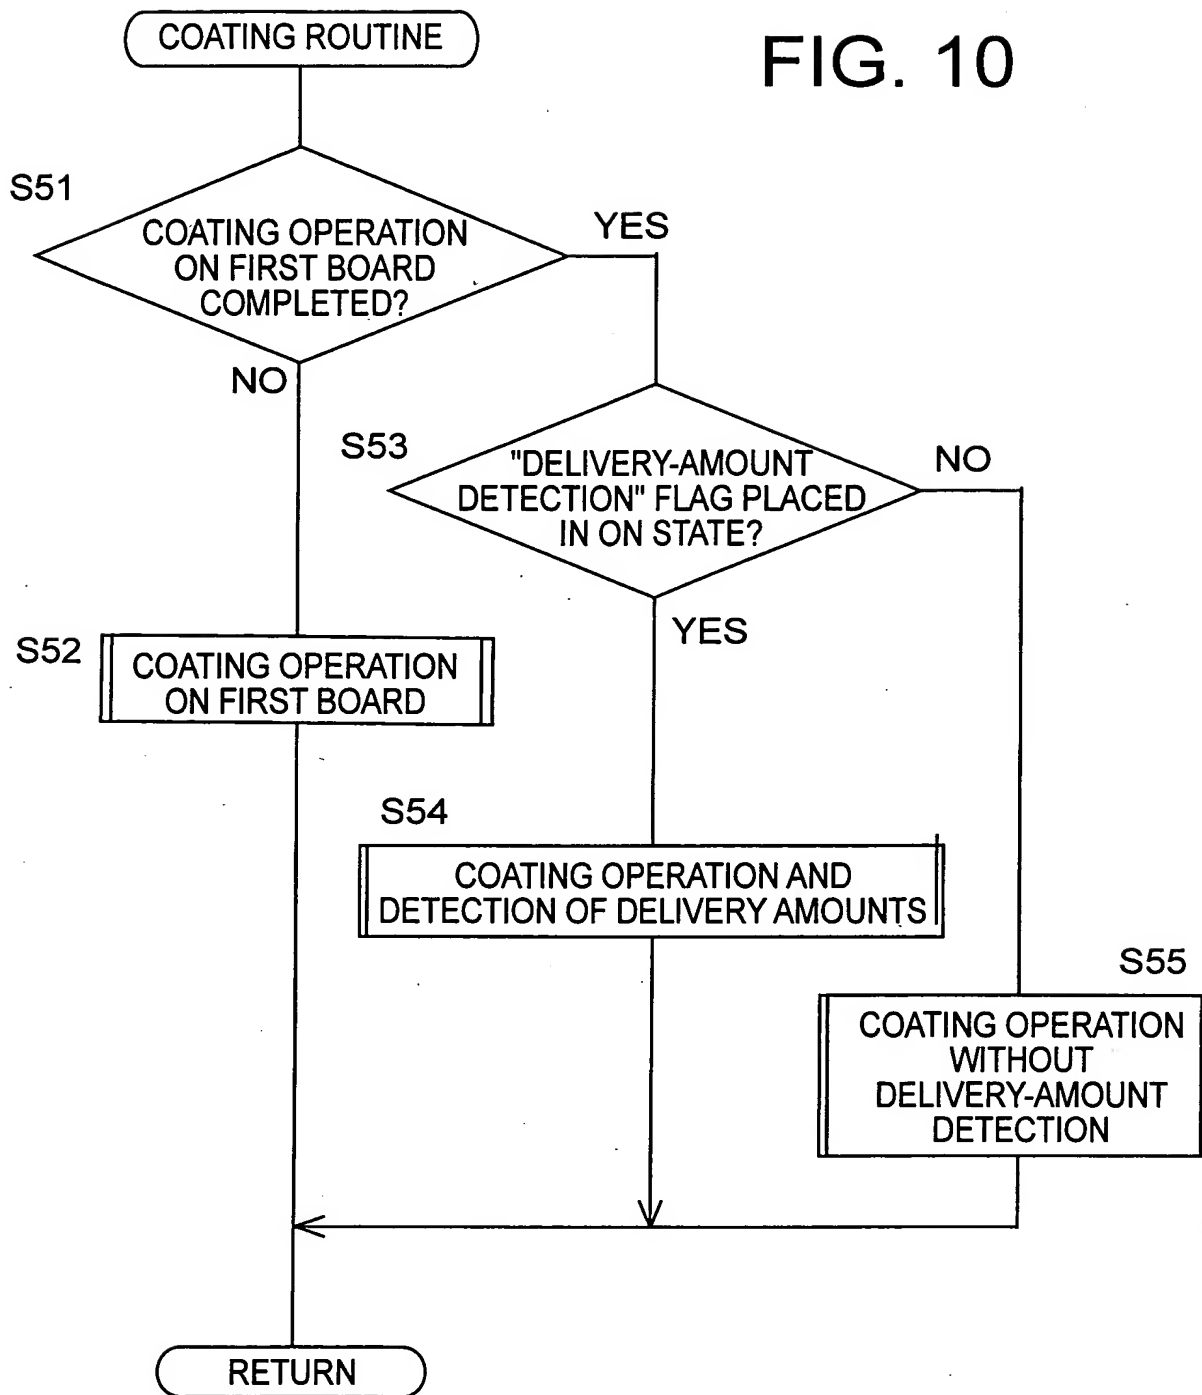 COATING ROUTINE
FIG. 10
S51
COATING OPERATION
ON FIRST BOARD
COMPLETED?
YES
NO
S53
"DELIVERY-AMOUNT
DETECTION" FLAG PLACED
IN ON STATE?
NO
YES
S52
COATING OPERATION
ON FIRST BOARD
S54
COATING OPERATION AND
DETECTION OF DELIVERY AMOUNTS
S55
COATING OPERATION
WITHOUT
DELIVERY-AMOUNT
DETECTION
RETURN